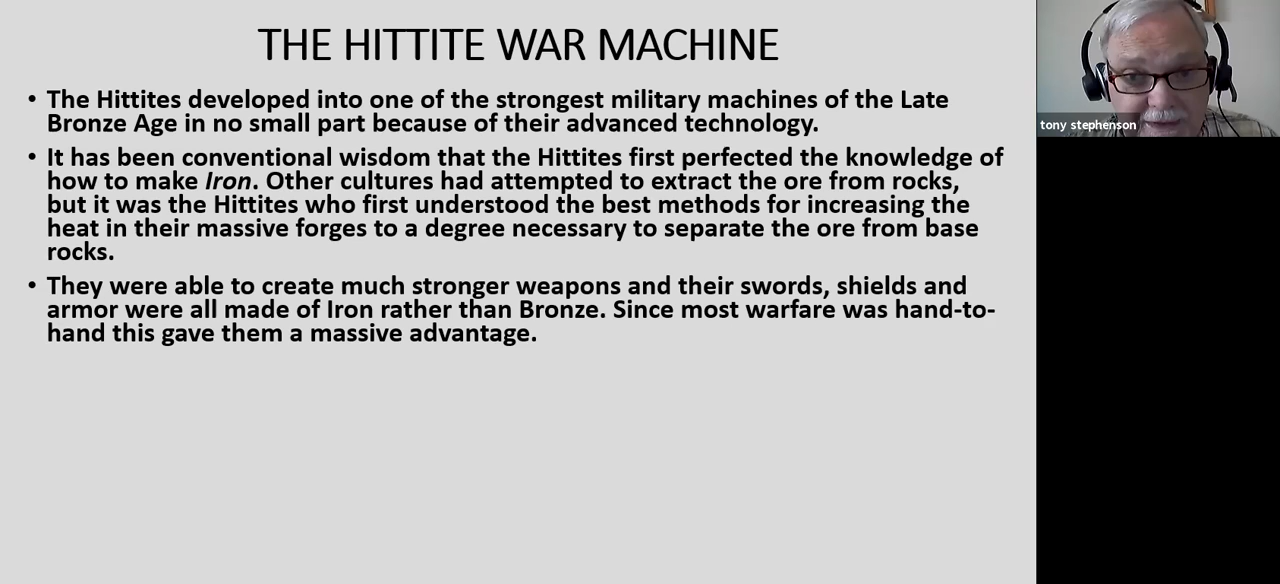 THE HITTITE WAR MACHINE
• The Hittites developed into one of the strongest military machines of the Late
Bronze Age in no small part because of their advanced technology.
• It has been conventional wisdom that the Hittites first perfected the knowledge of
how to make Iron. Other cultures had attempted to extract the ore from rocks,
but it was the Hittites who first understood the best methods for increasing the
heat in their massive forges to a degree necessary to separate the ore from base
rocks.
• They were able to create much stronger weapons and their swords, shields and
armor were all made of Iron rather than Bronze. Since most warfare was hand-to-
hand this gave them a massive advantage.
tony stephenson